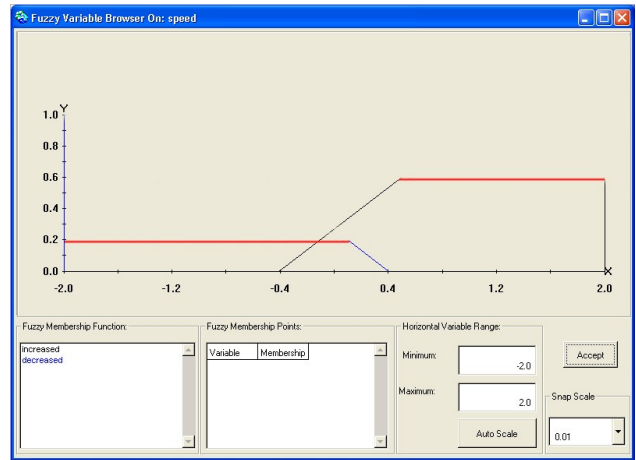 Fuzzy Variable Browser On: speed
Y
1.0
0.8
0.6
0.4
0.2
0.0
X
-2.0 -1.2 -0.4 0.4 1.2 2.0
Fuzzy Membership Function:
increased
decreased
Fuzzy Membership Points:
Variable Membership
Horizontal Variable Range:
Minimum: -2.0
Maximum: 2.0
Auto Scale
Accept
Snap Scale
0.01